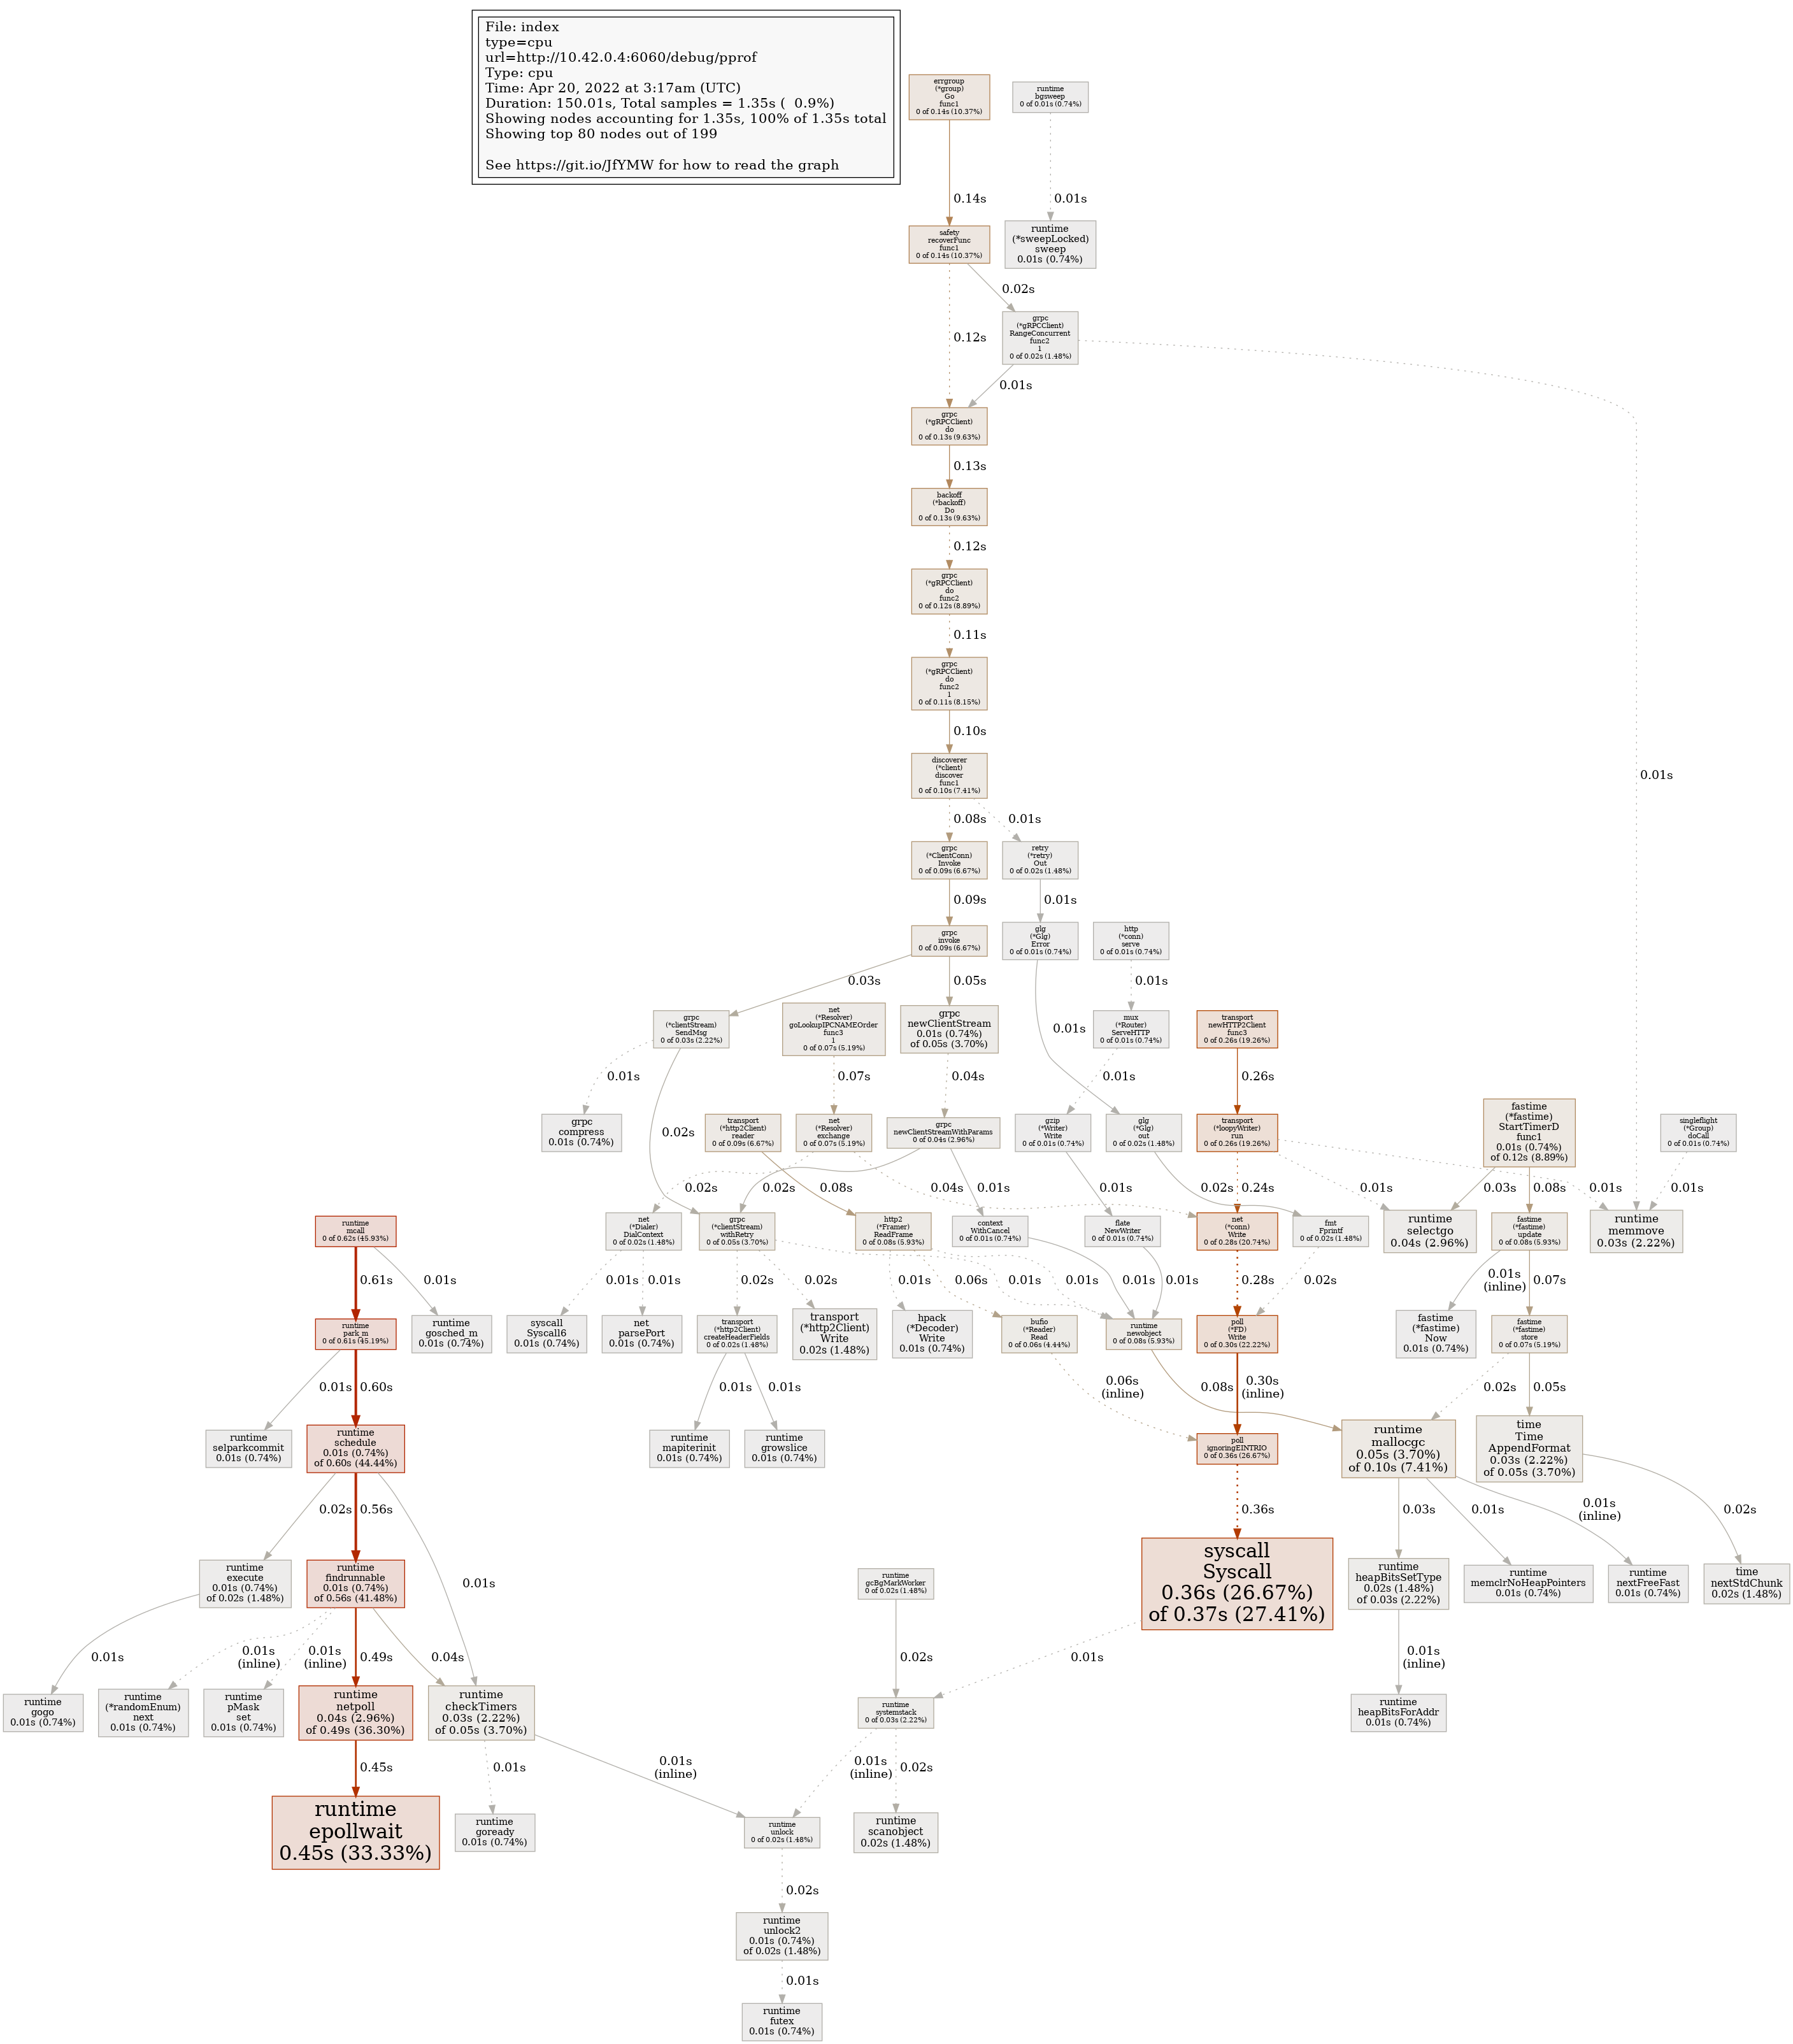 File: index
type=cpu
url=http://10.42.0.4:6060/debug/pprof
Type: cpu
Time: Apr 20, 2022 at 3:17am (UTC)
Duration: 150.01s, Total samples = 1.35s ( 0.9%)
Showing nodes accounting for 1.35s, 100% of 1.35s total
Showing top 80 nodes out of 199
See https://git.io/JfYMW for how to read the graph
errgroup
(*group)
Go
func1
0 of 0.14s (10.37%)
runtime
bgsweep
0 of 0.01s (0.74%)
0.14s
0.01s
safety
recoverFunc
func1
0 of 0.14s (10.37%)
runtime
(*sweepLocked)
sweep
0.01s (0.74%)
0.02s
0.12s
grpc
(*gRPCClient)
RangeConcurrent
func2
1
0 of 0.02s (1.48%)
0.01s
0.01s
grpc
(*gRPCClient)
do
0 of 0.13s (9.63%)
0.13s
backoff
(*backoff)
Do
0 of 0.13s (9.63%)
0.12s
grpc
(*gRPCClient)
do
func2
0 of 0.12s (8.89%)
0.11s
grpc
(*gRPCClient)
do
func2
1
0 of 0.11s (8.15%)
0.10s
discoverer
(*client)
discover
func1
0 of 0.10s (7.41%)
0.08s
0.01s
grpc
(*ClientConn)
Invoke
0 of 0.09s (6.67%)
retry
(*retry)
Out
0 of 0.02s (1.48%)
0.09s
0.01s
grpc
invoke
0 of 0.09s (6.67%)
glg
(*Glg)
Error
0 of 0.01s (0.74%)
http
(*conn)
serve
0 of 0.01s (0.74%)
0.03s
0.05s
0.01s
0.01s
grpc
(*clientStream)
SendMsg
0 of 0.03s (2.22%)
net
(*Resolver)
goLookupIPCNAMEOrder
func3
1
0 of 0.07s (5.19%)
grpc
newClientStream
0.01s (0.74%)
of 0.05s (3.70%)
mux
(*Router)
ServeHTTP
0 of 0.01s (0.74%)
transport
newHTTP2Client
func3
0 of 0.26s (19.26%)
0.01s
0.02s
0.07s
0.04s
0.01s
0.26s
grpc
compress
0.01s (0.74%)
transport
(*http2Client)
reader
0 of 0.09s (6.67%)
net
(*Resolver)
exchange
0 of 0.07s (5.19%)
grpc
newClientStreamWithParams
0 of 0.04s (2.96%)
gzip
(*Writer)
Write
0 of 0.01s (0.74%)
glg
(*Glg)
out
0 of 0.02s (1.48%)
transport
(*loopyWriter)
run
0 of 0.26s (19.26%)
fastime
(*fastime)
StartTimerD
func1
0.01s (0.74%)
of 0.12s (8.89%)
singleflight
(*Group)
doCall
0 of 0.01s (0.74%)
0.02s
0.08s
0.02s
0.04s
0.01s
0.01s
0.02s
0.24s
0.01s
0.03s
0.08s
0.01s
0.01s
runtime
mcall
0 of 0.62s (45.93%)
net
(*Dialer)
DialContext
0 of 0.02s (1.48%)
grpc
(*clientStream)
withRetry
0 of 0.05s (3.70%)
http2
(*Framer)
ReadFrame
0 of 0.08s (5.93%)
context
WithCancel
0 of 0.01s (0.74%)
flate
NewWriter
0 of 0.01s (0.74%)
net
(*conn)
Write
0 of 0.28s (20.74%)
fmt
Fprintf
0 of 0.02s (1.48%)
runtime
selectgo
0.04s (2.96%)
fastime
(*fastime)
update
0 of 0.08s (5.93%)
runtime
memmove
0.03s (2.22%)
0.61s
0.01s
0.01s
0.01s
0.02s
0.02s
0.01s
0.01s
0.06s
0.01s
0.01s
0.01s
0.28s
0.02s
0.01s
(inline)
0.07s
runtime
park_m
0 of 0.61s (45.19%)
runtime
gosched_m
0.01s (0.74%)
syscall
Syscall6
0.01s (0.74%)
net
parsePort
0.01s (0.74%)
transport
(*http2Client)
createHeaderFields
0 of 0.02s (1.48%)
transport
(*http2Client)
Write
0.02s (1.48%)
hpack
(*Decoder)
Write
0.01s (0.74%)
bufio
(*Reader)
Read
0 of 0.06s (4.44%)
runtime
newobject
0 of 0.08s (5.93%)
poll
(*FD)
Write
0 of 0.30s (22.22%)
fastime
(*fastime)
Now
0.01s (0.74%)
fastime
(*fastime)
store
0 of 0.07s (5.19%)
0.01s
0.60s
0.01s
0.01s
0.06s
(inline)
0.08s
0.30s
(inline)
0.02s
0.05s
runtime
selparkcommit
0.01s (0.74%)
runtime
schedule
0.01s (0.74%)
of 0.60s (44.44%)
runtime
mapiterinit
0.01s (0.74%)
runtime
growslice
0.01s (0.74%)
poll
ignoringEINTRIO
0 of 0.36s (26.67%)
runtime
mallocgc
0.05s (3.70%)
of 0.10s (7.41%)
time
Time
AppendFormat
0.03s (2.22%)
of 0.05s (3.70%)
0.02s
0.56s
0.01s
0.36s
0.03s
0.01s
0.01s
(inline)
0.02s
runtime
execute
0.01s (0.74%)
of 0.02s (1.48%)
runtime
findrunnable
0.01s (0.74%)
of 0.56s (41.48%)
runtime
gcBgMarkWorker
0 of 0.02s (1.48%)
syscall
Syscall
0.36s (26.67%)
of 0.37s (27.41%)
runtime
heapBitsSetType
0.02s (1.48%)
of 0.03s (2.22%)
runtime
memclrNoHeapPointers
0.01s (0.74%)
runtime
nextFreeFast
0.01s (0.74%)
time
nextStdChunk
0.02s (1.48%)
0.01s
0.01s
(inline)
0.01s
(inline)
0.49s
0.04s
0.02s
0.01s
0.01s
(inline)
runtime
gogo
0.01s (0.74%)
runtime
(*randomEnum)
next
0.01s (0.74%)
runtime
pMask
set
0.01s (0.74%)
runtime
netpoll
0.04s (2.96%)
of 0.49s (36.30%)
runtime
checkTimers
0.03s (2.22%)
of 0.05s (3.70%)
runtime
systemstack
0 of 0.03s (2.22%)
runtime
heapBitsForAddr
0.01s (0.74%)
0.45s
0.01s
0.01s
(inline)
0.01s
(inline)
0.02s
runtime
epollwait
0.45s (33.33%)
runtime
goready
0.01s (0.74%)
runtime
unlock
0 of 0.02s (1.48%)
runtime
scanobject
0.02s (1.48%)
0.02s
runtime
unlock2
0.01s (0.74%)
of 0.02s (1.48%)
0.01s
runtime
futex
0.01s (0.74%)